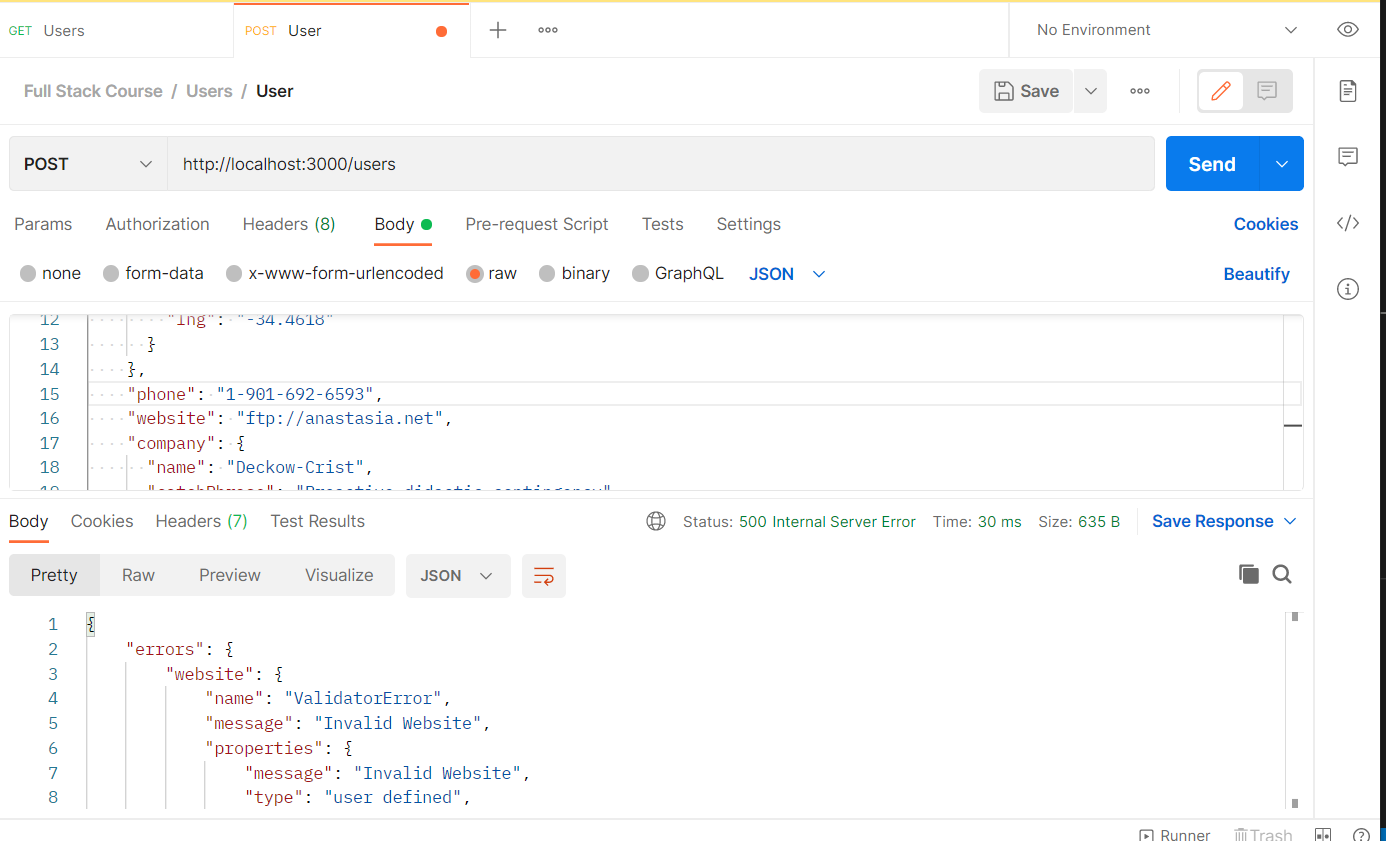 GET Users POST User No Environment
Full Stack Course / Users / User Save
POST http://localhost:3000/users Send
Params Authorization Headers (8) Body Pre-request Script Tests Settings Cookies
none form-data x-www-form-urlencoded raw binary GraphQL JSON Beautify
12 "lng": "-34.4618"
13 }
14 },
15 "phone": "1-901-692-6593",
16 "website": "ftp://anastasia.net",
17 "company": {
18 "name": "Deckow-Crist",
19 "catchPhrase": "Proactive didactic contingency"
Body Cookies Headers (7) Test Results Status: 500 Internal Server Error Time: 30 ms Size: 635 B Save Response
Pretty Raw Preview Visualize JSON
1 {
2 "errors": {
3 "website": {
4 "name": "ValidatorError",
5 "message": "Invalid Website",
6 "properties": {
7 "message": "Invalid Website",
8 "type": "user defined",
Runner Trash